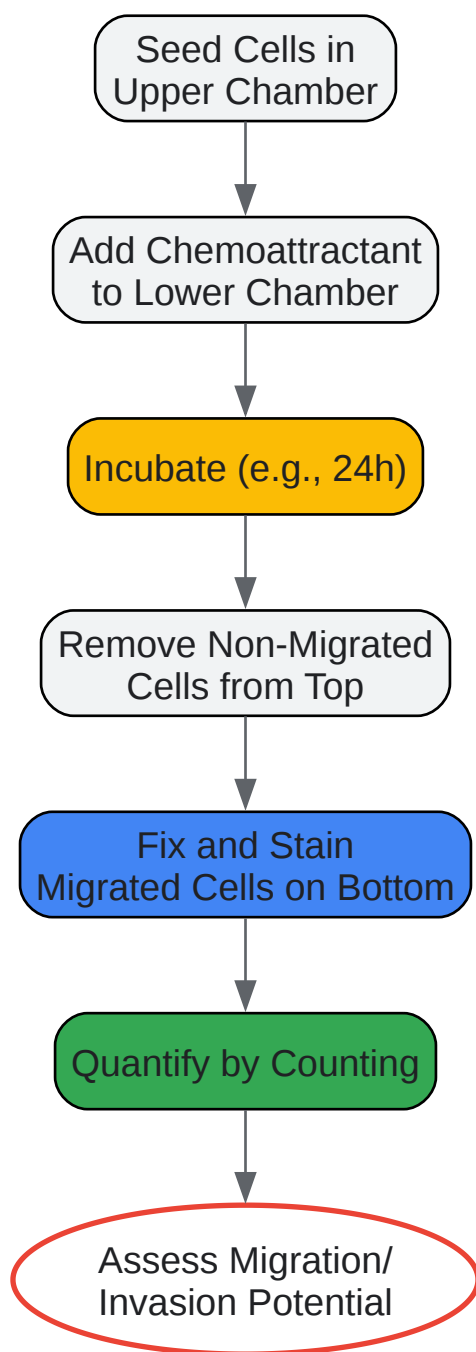 Seed Cells in
Upper Chamber
Add Chemoattractant
to Lower Chamber
Incubate (e.g., 24h)
Remove Non-Migrated
Cells from Top
Fix and Stain
Migrated Cells on Bottom
Quantify by Counting
Assess Migration/
Invasion Potential